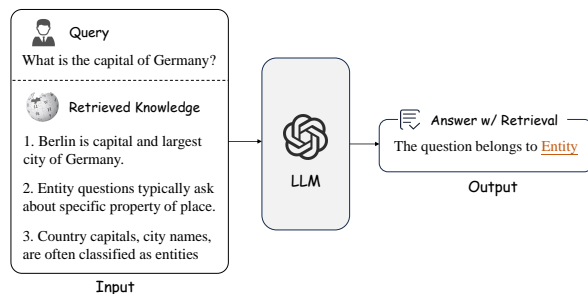 Query
What is the capital of Germany?
Retrieved Knowledge
1. Berlin is capital and largest
city of Germany.
2. Entity questions typically ask
about specific property of place.
3. Country capitals, city names,
are often classified as entities
Input
LLM
Answer w/ Retrieval
The question belongs to Entity
Output